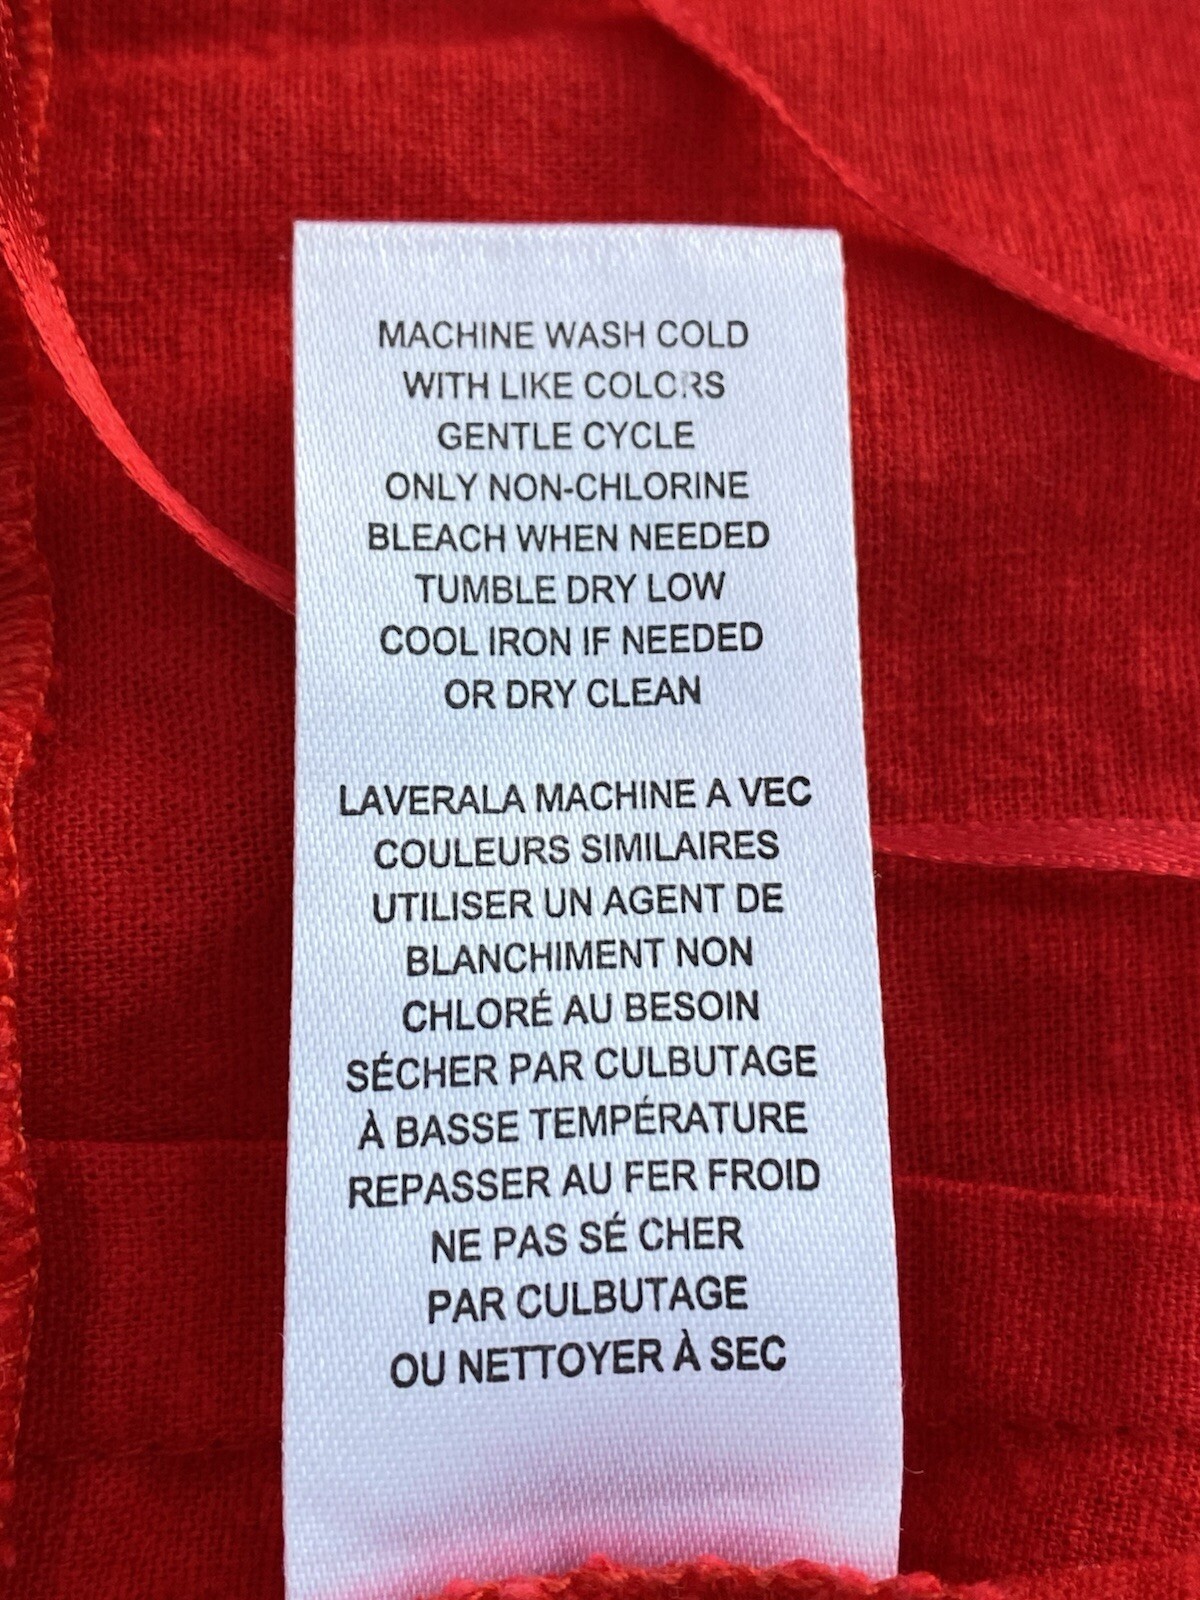 MACHINE WASH COLD
WITH LIKE COLORS
GENTLE CYCLE
ONLY NON-CHLORINE
BLEACH WHEN NEEDED
TUMBLE DRY LOW
COOL IRON IF NEEDED
OR DRY CLEAN
LAVERALA MACHINE A VEC
COULEURS SIMILAIRES
UTILISER UN AGENT DE
BLANCHIMENT NON
CHLORÉ AU BESOIN
SÉCHER PAR CULBUTAGE
À BASSE TEMPÉRATURE
REPASSER AU FER FROID
NE PAS SÉ CHER
PAR CULBUTAGE
OU NETTOYER À SEC